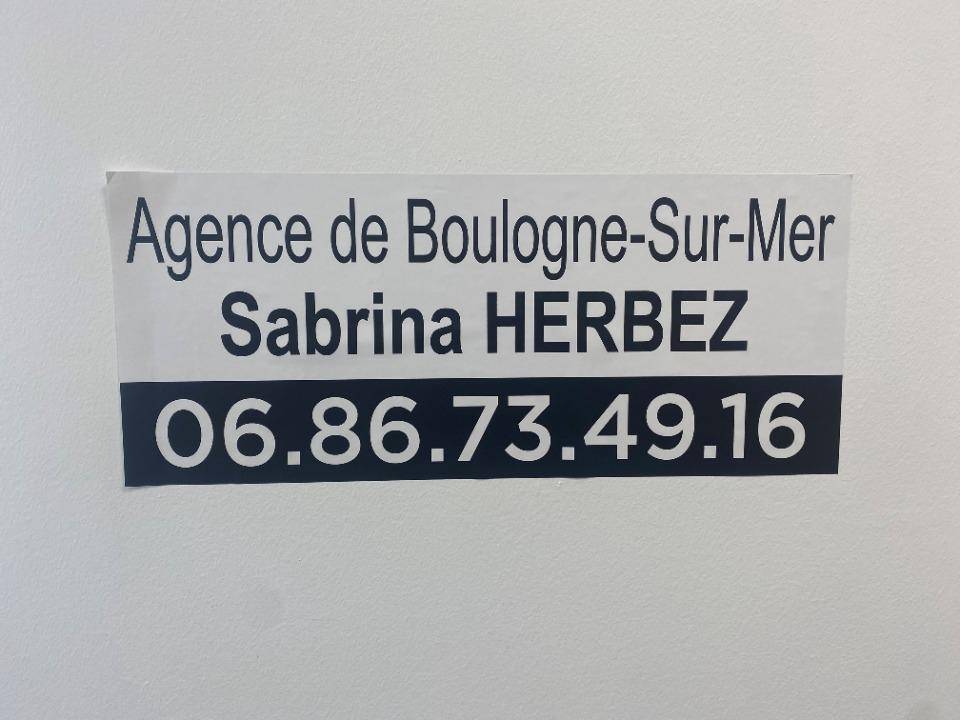 Agence de Boulogne-Sur-Mer
Sabrina HERBEZ
06.86.73.49.16